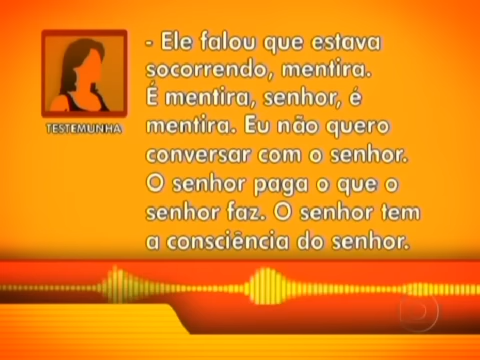 - Ele falou que estava
socorrendo, mentira.
É mentira, senhor, é
mentira. Eu não quero
conversar com o senhor.
O senhor paga o que o
senhor faz. O senhor tem
a consciência do senhor.
TESTEMUNHA